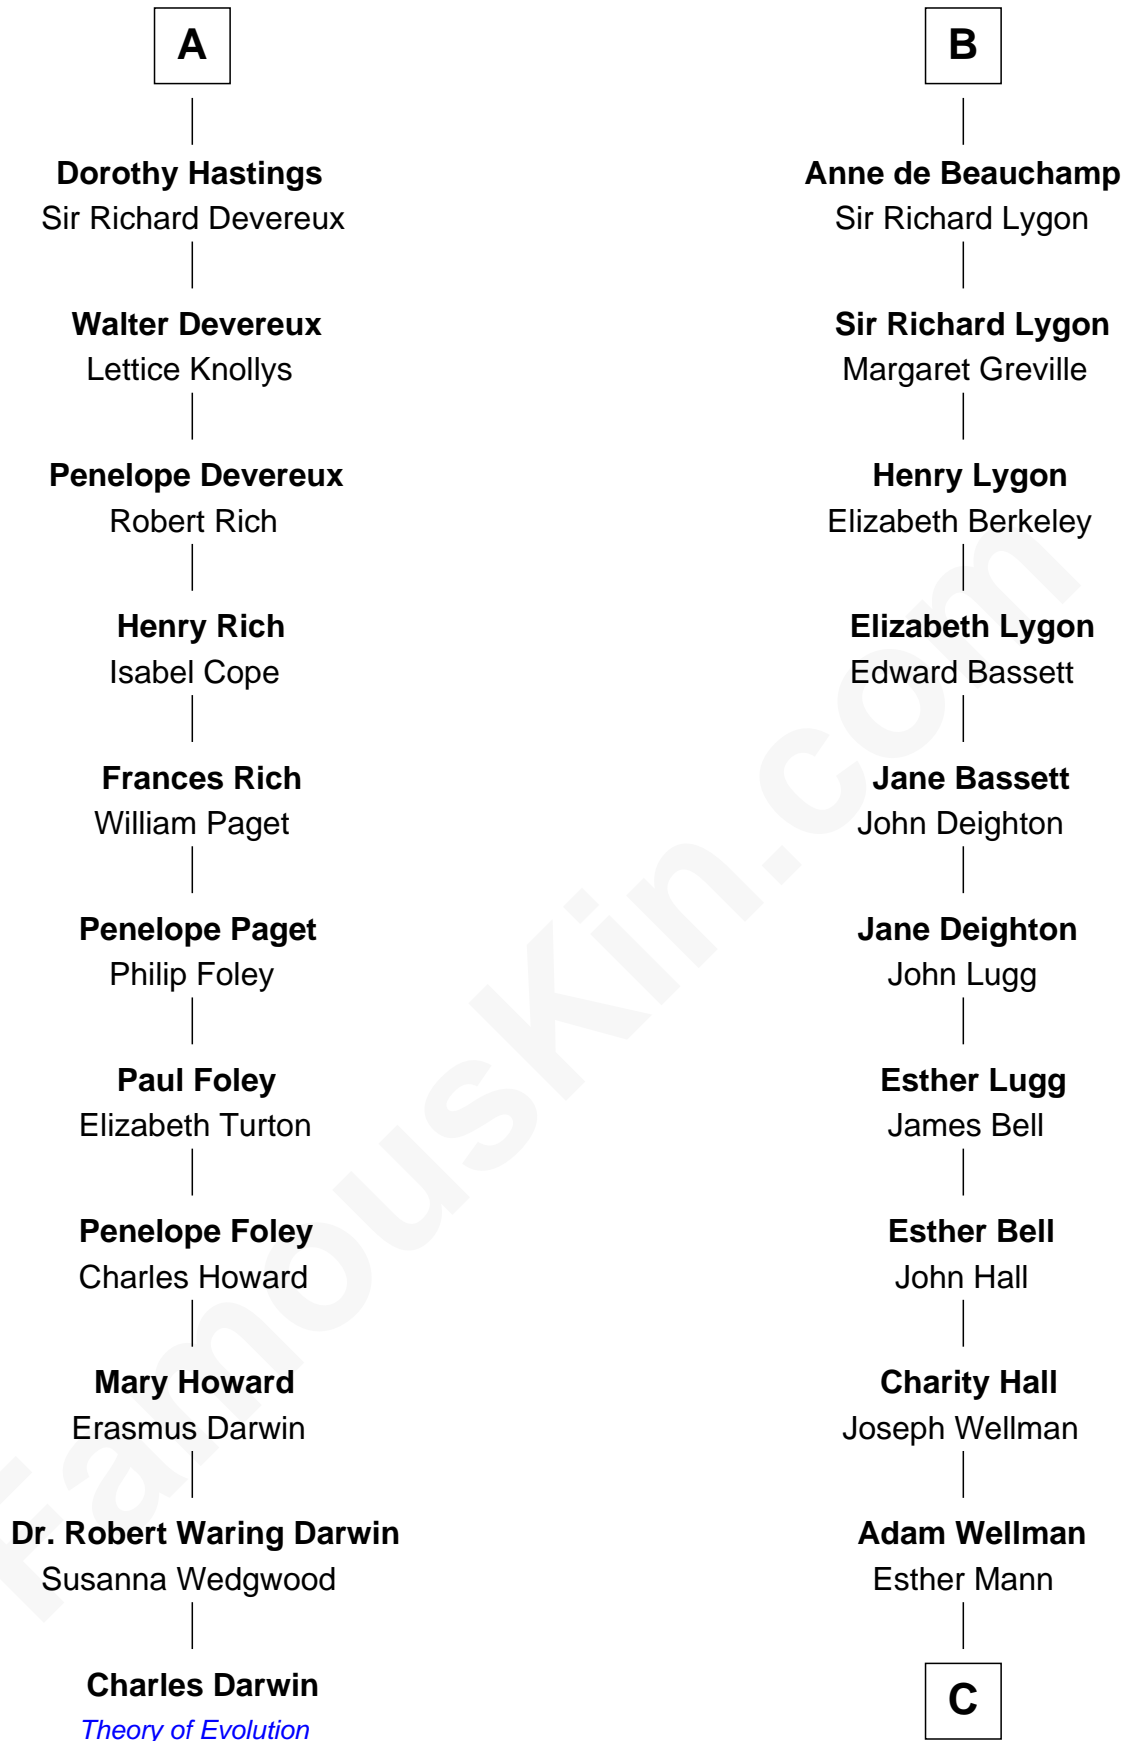 A
Dorothy Hastings
Sir Richard Devereux
Walter Devereux
Lettice Knollys
Penelope Devereux
Robert Rich
Henry Rich
Isabel Cope
Frances Rich
William Paget
Penelope Paget
Philip Foley
Paul Foley
Elizabeth Turton
Penelope Foley
Charles Howard
Mary Howard
Erasmus Darwin
Dr. Robert Waring Darwin
Susanna Wedgwood
Charles Darwin
Theory of Evolution
B
Anne de Beauchamp
Sir Richard Lygon
Sir Richard Lygon
Margaret Greville
Henry Lygon
Elizabeth Berkeley
Elizabeth Lygon
Edward Bassett
Jane Bassett
John Deighton
Jane Deighton
John Lugg
Esther Lugg
James Bell
Esther Bell
John Hall
Charity Hall
Joseph Wellman
Adam Wellman
Esther Mann
C
FamousKin.com